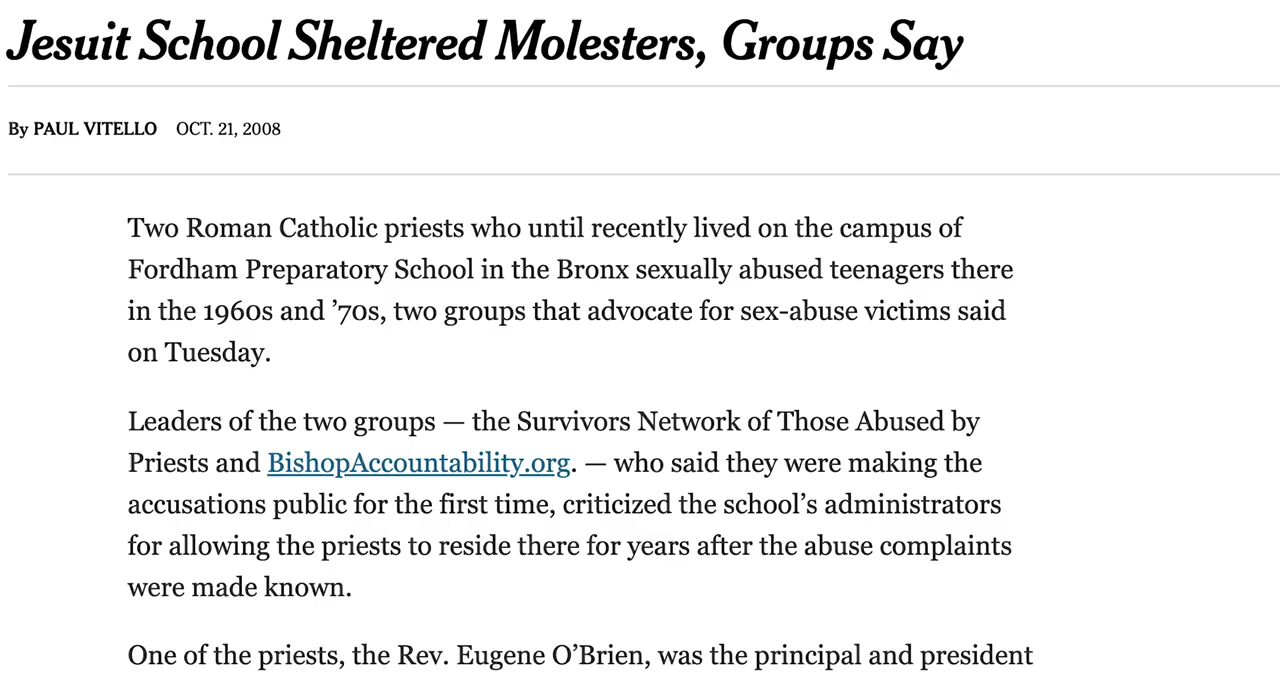 Jesuit School Sheltered Molesters, Groups Say
By PAUL VITELLO OCT. 21, 2008
Two Roman Catholic priests who until recently lived on the campus of
Fordham Preparatory School in the Bronx sexually abused teenagers there
in the 1960s and ’70s, two groups that advocate for sex-abuse victims said
on Tuesday.
Leaders of the two groups — the Survivors Network of Those Abused by
Priests and BishopAccountability.org. — who said they were making the
accusations public for the first time, criticized the school’s administrators
for allowing the priests to reside there for years after the abuse complaints
were made known.
One of the priests, the Rev. Eugene O’Brien, was the principal and president